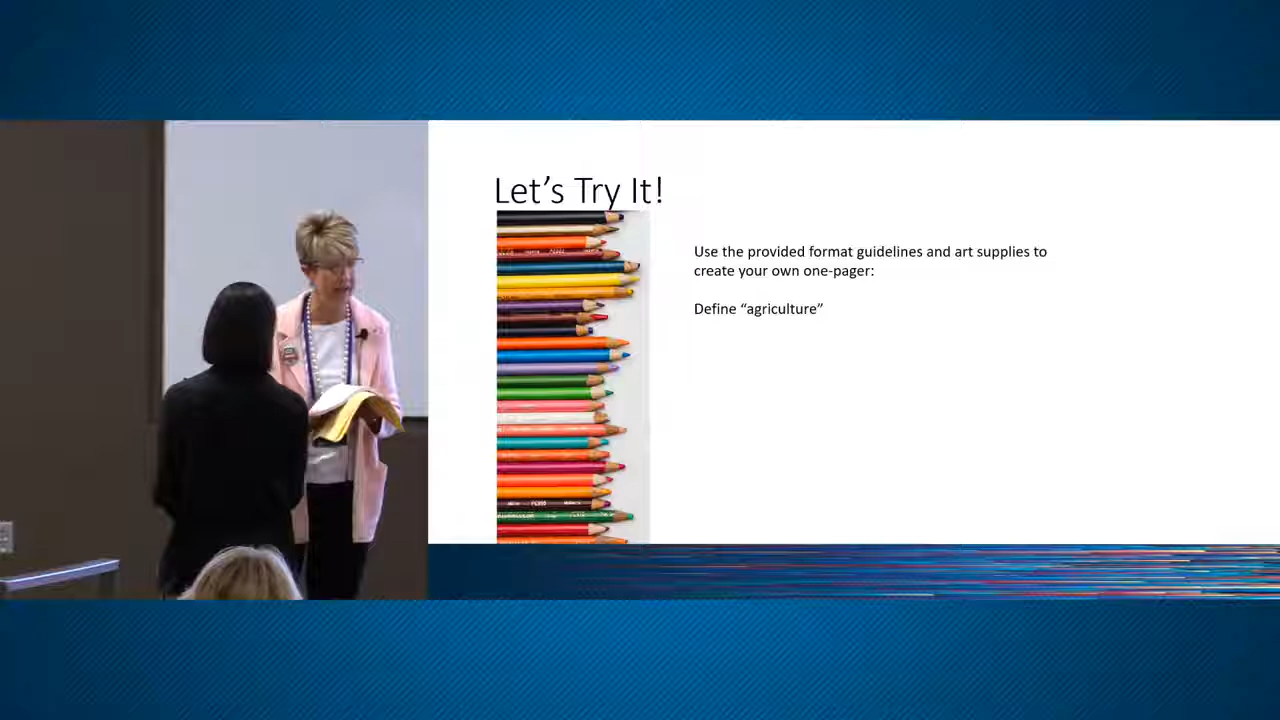 Let’s Try It!
Use the provided format guidelines and art supplies to
create your own one-pager:
Define “agriculture”